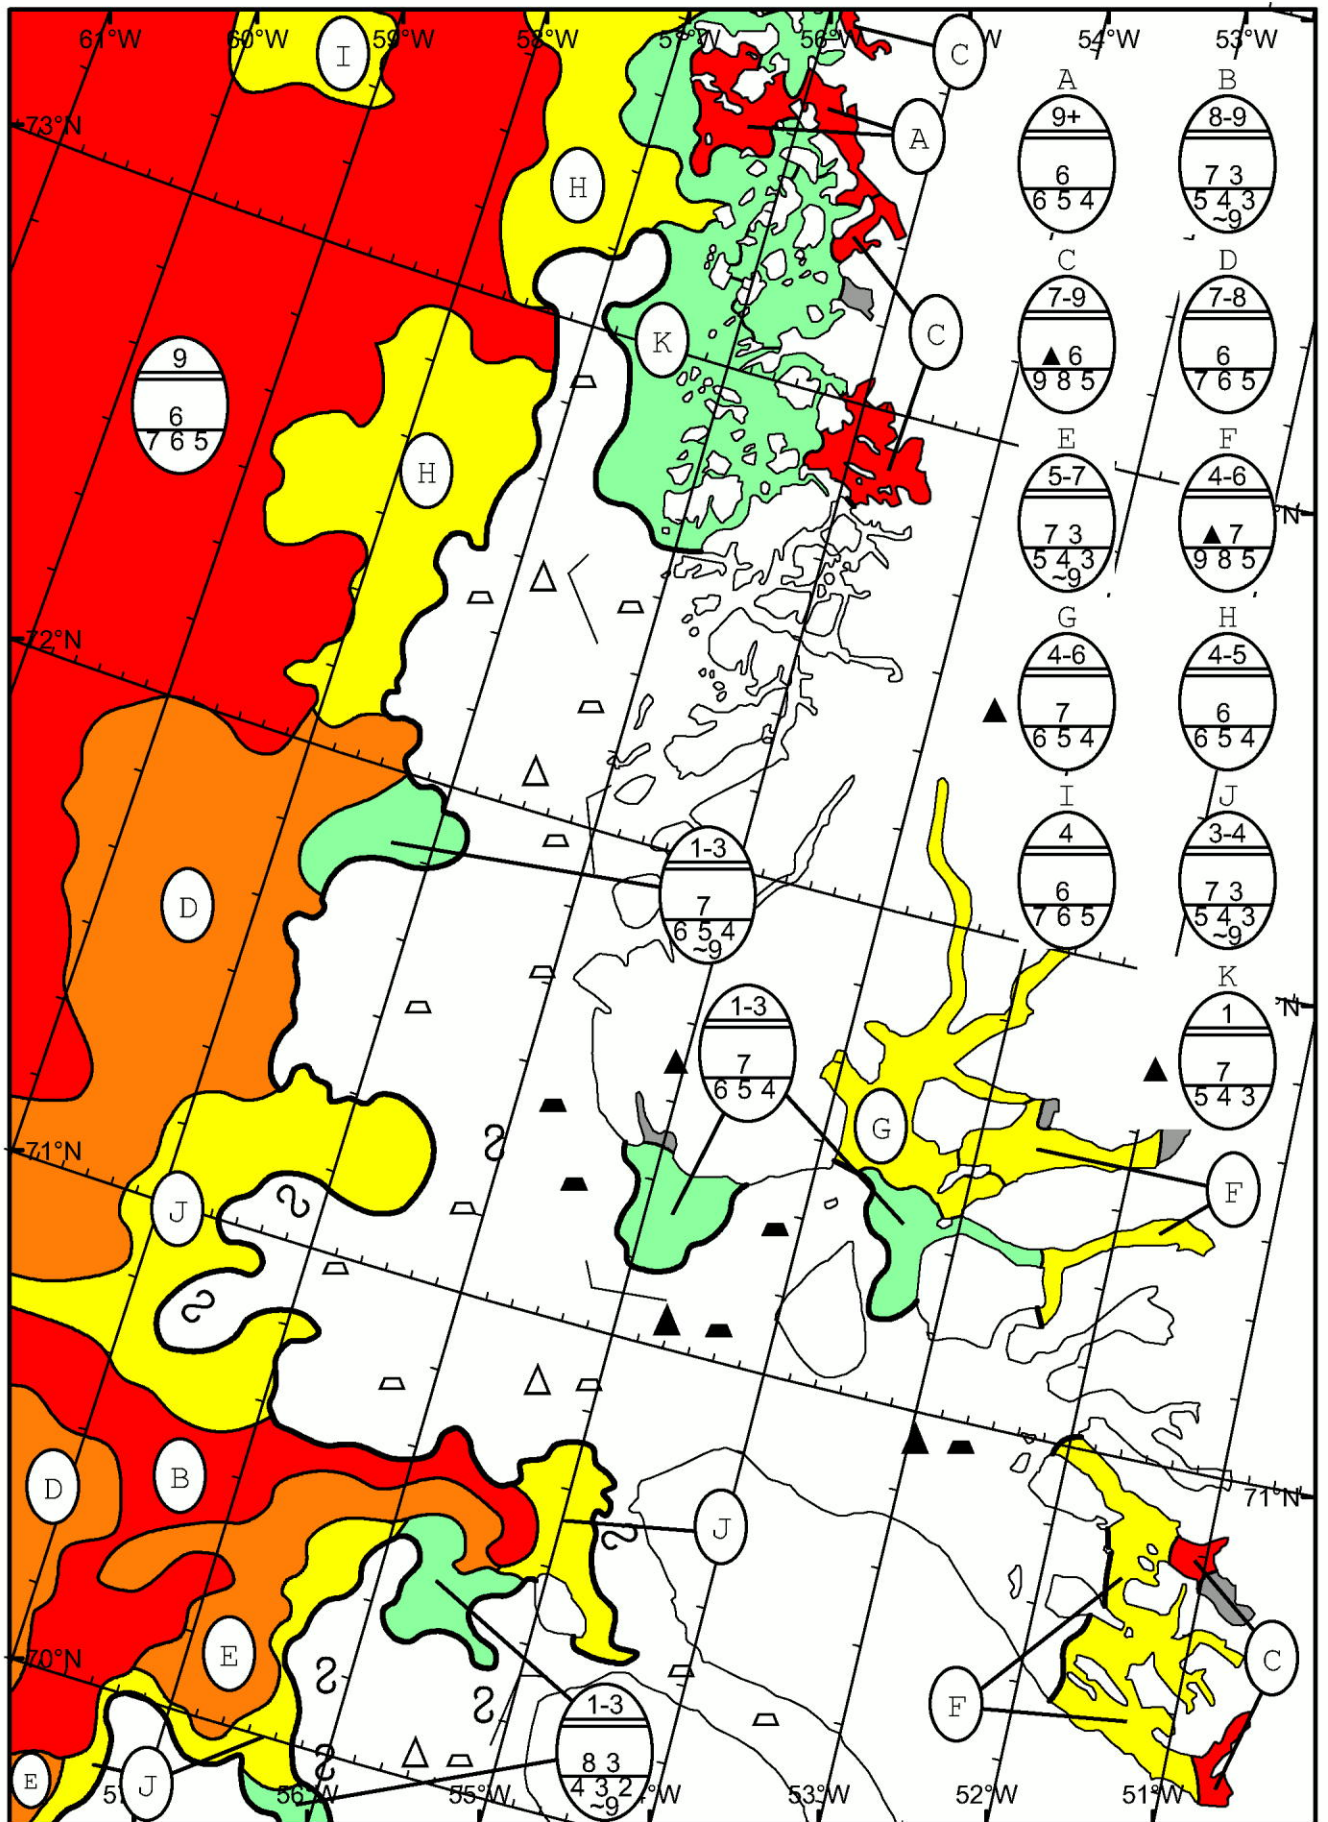 61°W 60°W 59°W 58°W 57°W 56°W °W 54°W 53°W
I
C
73°N
A B
9+ 8-9
A
6 7 3
6 5 4 5 4 3
~9
H
C D
7-9 7-8
▲ 6 6
9 8 5 7 6 5
C
K
9
6
7 6 5
H
E F
5-7 4-6
7 3 ▲ 7
5 4 3 9 8 5
~9
°N
72°N
G H
4-6 4-5
7 6
6 5 4 6 5 4
I J
4 3-4
6 7 3
7 6 5 5 4 3
~9
1-3
7
6 5 4
~9
D
K
1
7
5 4 3
°N
1-3
7
6 5 4
G
71°N
F
J
D
B
J
71°N
E
C
F
70°N
1-3
8 3
4 3 2
~9
E
J
5 56°W 55°W 4°W 53°W 52°W 51°W